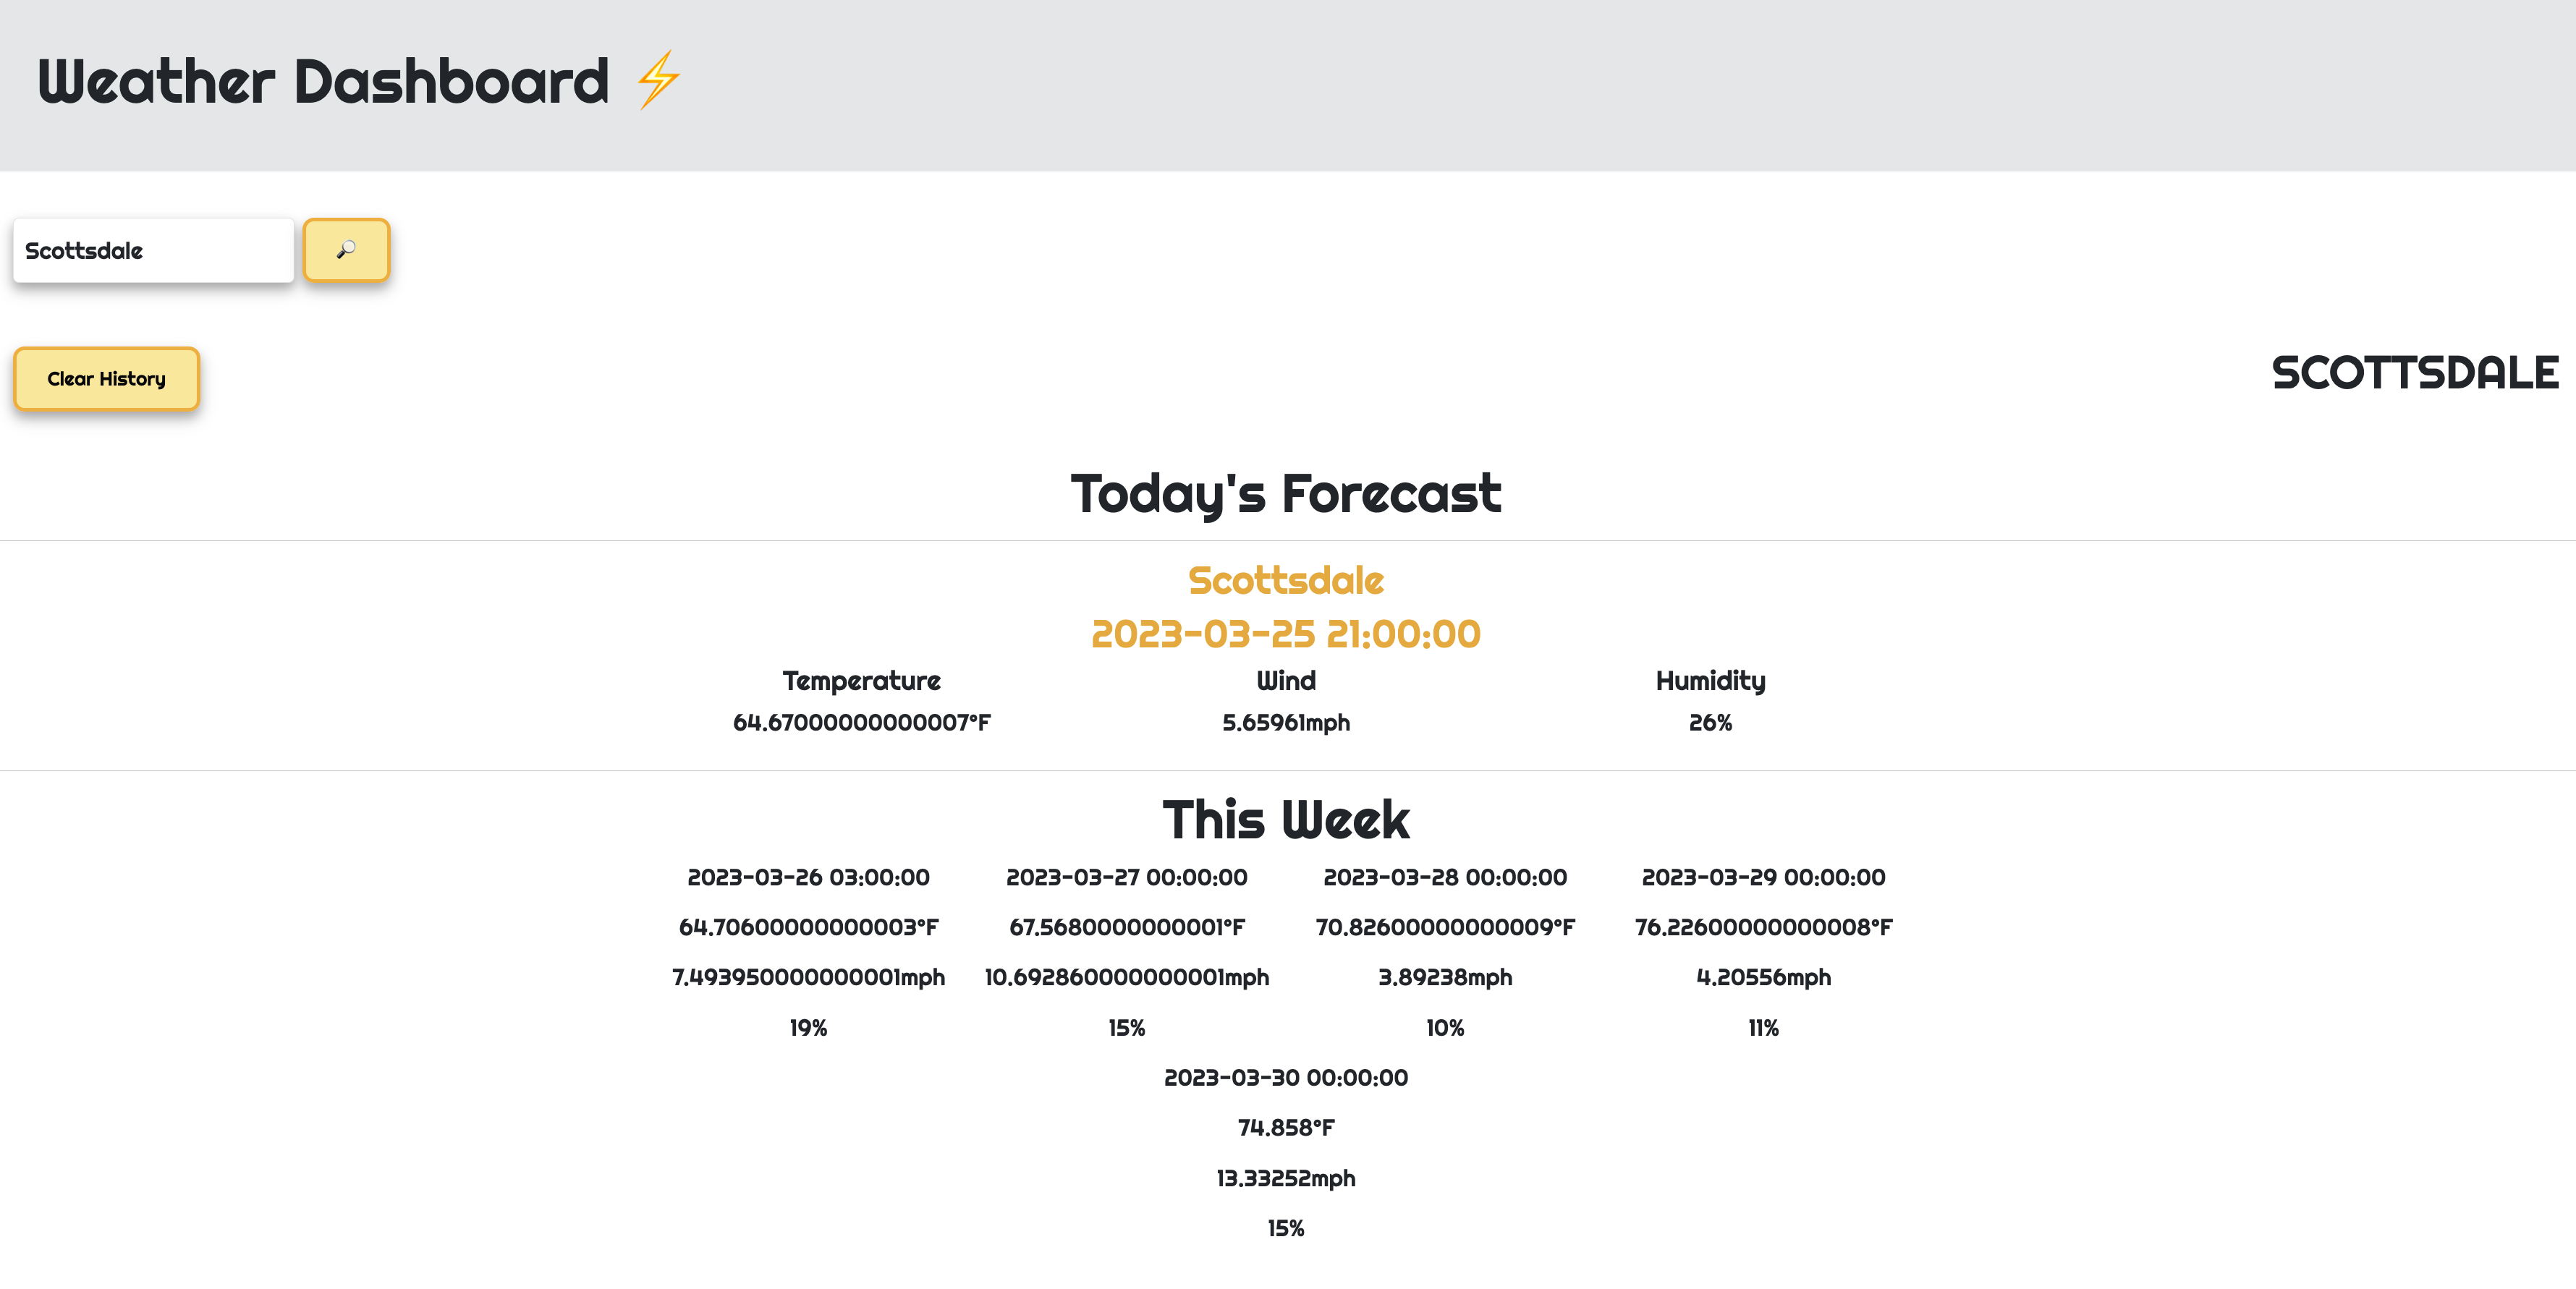 Weather Dashboard ⚡
Scottsdale 🔎
Clear History
SCOTTSDALE
Today's Forecast
Scottsdale
2023-03-25 21:00:00
Temperature Wind Humidity
64.67000000000007°F 5.65961mph 26%
This Week
2023-03-26 03:00:00 2023-03-27 00:00:00 2023-03-28 00:00:00 2023-03-29 00:00:00
64.70600000000003°F 67.5680000000001°F 70.82600000000009°F 76.22600000000008°F
7.493950000000001mph 10.692860000000001mph 3.89238mph 4.20556mph
19% 15% 10% 11%
2023-03-30 00:00:00
74.858°F
13.33252mph
15%